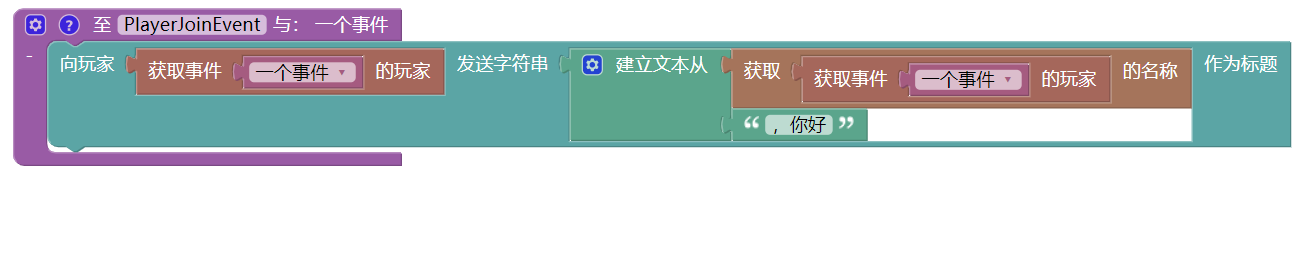 ? 至 PlayerJoinEvent 与： 一个事件
- 向玩家 获取事件 一个事件 的玩家 发送字符串 建立文本从 获取 获取事件 一个事件 的玩家 的名称 作为标题
“ ，你好 ”